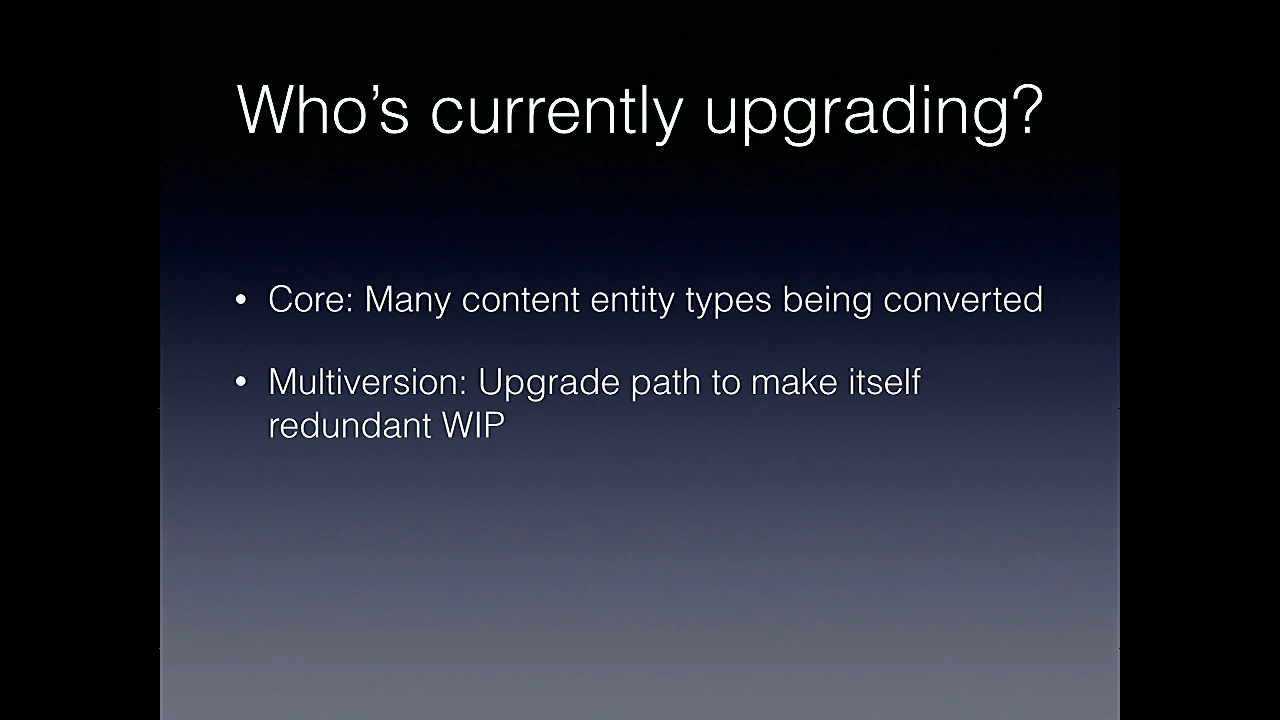 Who’s currently upgrading?
• Core: Many content entity types being converted
• Multiversion: Upgrade path to make itself
redundant WIP